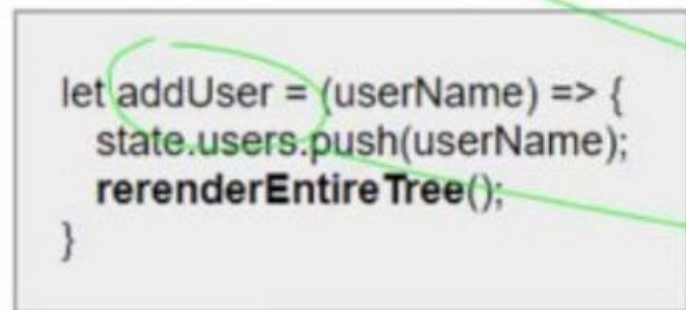 let addUser = (userName) => {
state.users.push(userName);
rerenderEntireTree();
}